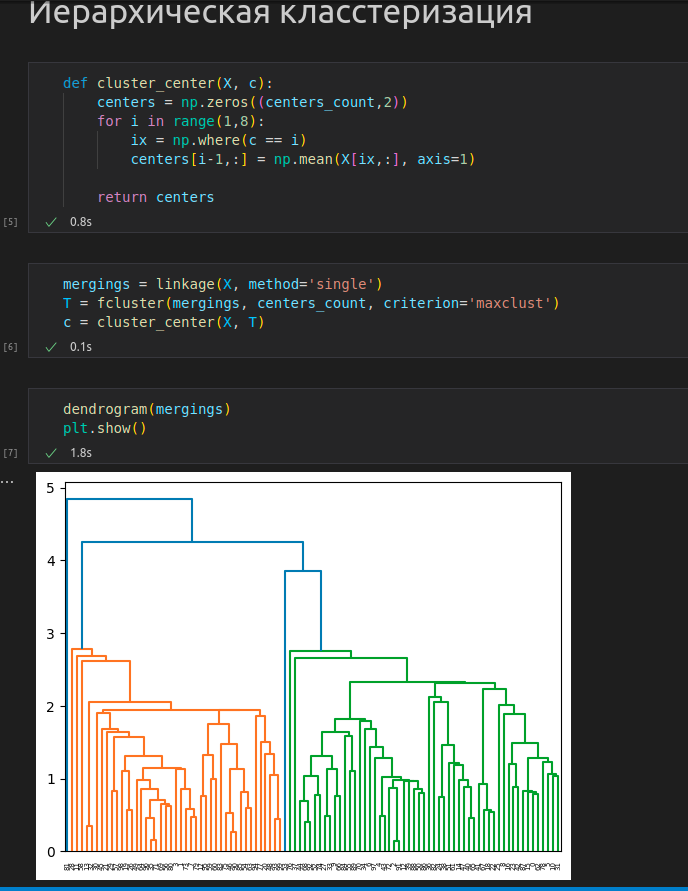 Иерархическая класстеризация
def cluster_center(X, c):
centers = np.zeros((centers_count,2))
for i in range(1,8):
ix = np.where(c == i)
centers[i-1,:] = np.mean(X[ix,:], axis=1)
return centers
[5]
0.8s
mergings = linkage(X, method='single')
T = fcluster(mergings, centers_count, criterion='maxclust')
c = cluster_center(X, T)
[6]
0.1s
dendrogram(mergings)
plt.show()
[7]
1.8s
...
5
4
3
2
1
0